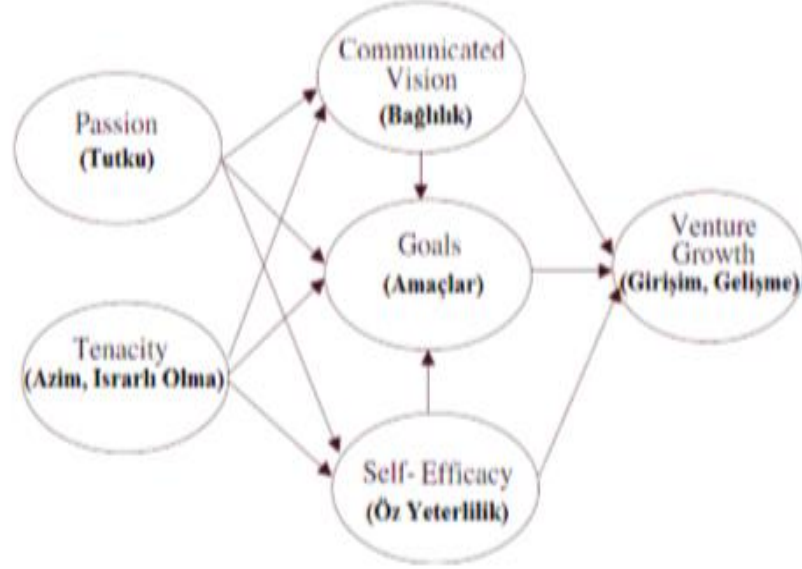 Communicated
Vision
(Bağlılık)
Passion
(Tutku)
Goals
(Amaçlar)
Venture
Growth
(Girişim, Gelişme)
Tenacity
(Azim, Israrlı Olma)
Self- Efficacy
(Öz Yeterlilik)